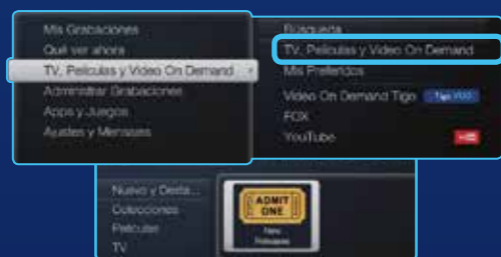 Mis Grabaciones
Qué ver ahora
TV, Películas y Video On Demand
Administrar Grabaciones
Apps y Juegos
Ajustes y Mensajes
Búsqueda
TV, Películas y Video On Demand
Mis Preferidos
Video On Demand Tigo Tigo VOD
FOX
YouTube
Nuevo y Desta...
Colecciones
Películas
TV
ADMIT
ONE
New
Releases